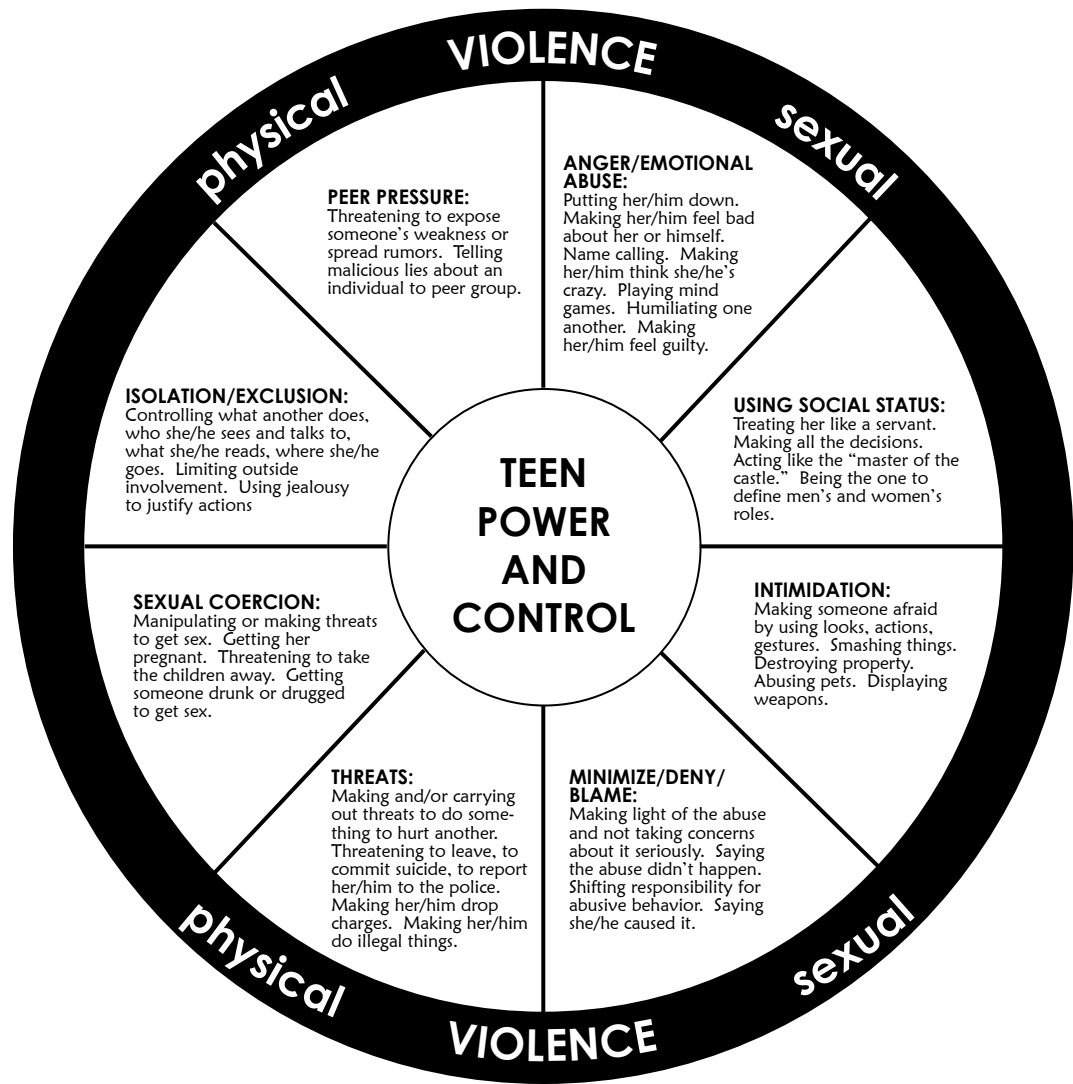 VIOLENCE
physical
sexual
PEER PRESSURE:
Threatening to expose
someone's weakness or
spread rumors.  Telling
malicious lies about an
individual to peer group.
ANGER/EMOTIONAL
ABUSE:
Putting her/him down.
Making her/him feel bad
about her or himself.
Name calling.  Making
her/him think she/he's
crazy.  Playing mind
games.  Humiliating one
another.  Making
her/him feel guilty.
ISOLATION/EXCLUSION:
Controlling what another does,
who she/he sees and talks to,
what she/he reads, where she/he
goes.  Limiting outside
involvement.  Using jealousy
to justify actions
USING SOCIAL STATUS:
Treating her like a servant.
Making all the decisions.
Acting like the “master of the
castle.”  Being the one to
define men's and women's
roles.
TEEN
POWER
AND
CONTROL
SEXUAL COERCION:
Manipulating or making threats
to get sex.  Getting her
pregnant.  Threatening to take
the children away.  Getting
someone drunk or drugged
to get sex.
INTIMIDATION:
Making someone afraid
by using looks, actions,
gestures.  Smashing things.
Destroying property.
Abusing pets.  Displaying
weapons.
THREATS:
Making and/or carrying
out threats to do some-
thing to hurt another.
Threatening to leave, to
commit suicide, to report
her/him to the police.
Making her/him drop
charges.  Making her/him
do illegal things.
MINIMIZE/DENY/
BLAME:
Making light of the abuse
and not taking concerns
about it seriously.  Saying
the abuse didn't happen.
Shifting responsibility for
abusive behavior.  Saying
she/he caused it.
physical
sexual
VIOLENCE